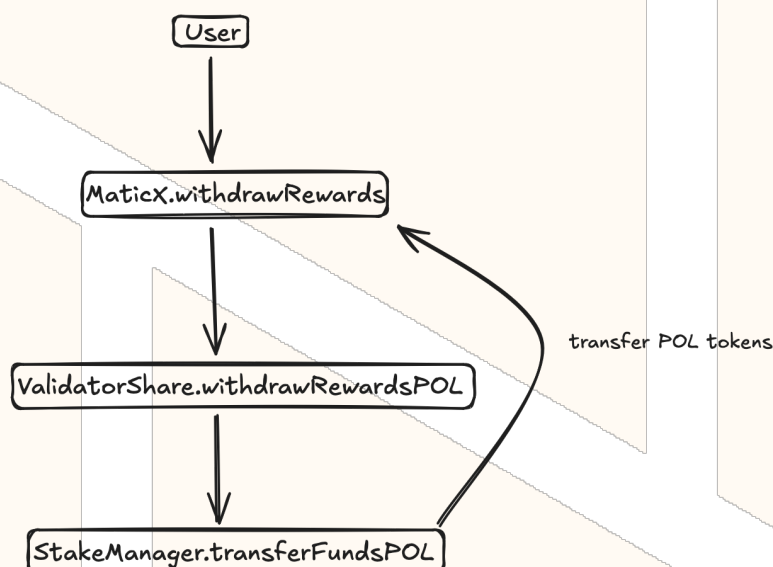 User
MaticX.withdrawRewards
transfer POL tokens
ValidatorShare.withdrawRewardsPOL
StakeManager.transferFundsPOL